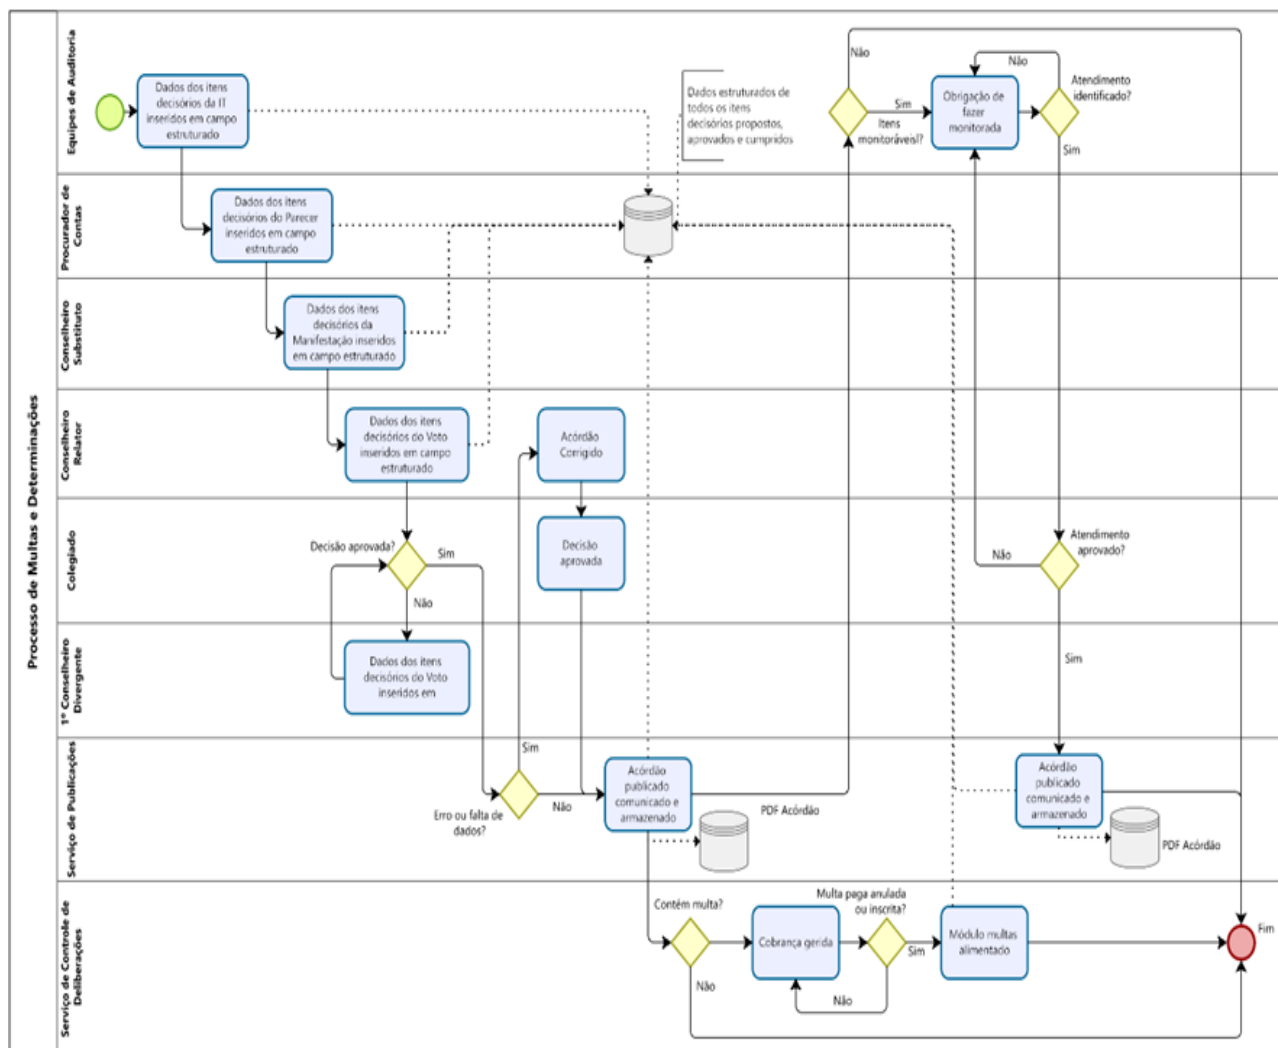 Processo de Multas e Determinações
Equipes de Auditoria
Dados dos itens
decisórios da IT
inseridos em campo
estruturado
Dados estruturados de
todos os itens
decisórios propostos,
aprovados e cumpridos
Não
Sim
Itens
monitoráveis!?
Não
Obrigação de
fazer
monitorada
Atendimento
identificado?
Sim
Procurador de
Contas
Dados dos itens
decisórios do Parecer
inseridos em campo
estruturado
Conselheiro
Substituto
Dados dos itens
decisórios da
Manifestação inseridos
em campo estruturado
Conselheiro
Relator
Dados dos itens
decisórios do Voto
inseridos em campo
estruturado
Acórdão
Corrigido
Colegiado
Decisão aprovada?
Sim
Não
Decisão
aprovada
Não
Atendimento
aprovado?
Sim
1º Conselheiro
Divergente
Dados dos itens
decisórios do Voto
inseridos em
Serviço de Publicações
Sim
Erro ou falta de
dados?
Não
Acórdão
publicado
comunicado e
armazenado
PDF Acórdão
Acórdão
publicado
comunicado e
armazenado
PDF Acórdão
Serviço de Controle de
Deliberações
Contém multa?
Não
Cobrança gerida
Multa paga anulada
ou inscrita?
Sim
Não
Módulo multas
alimentado
Fim